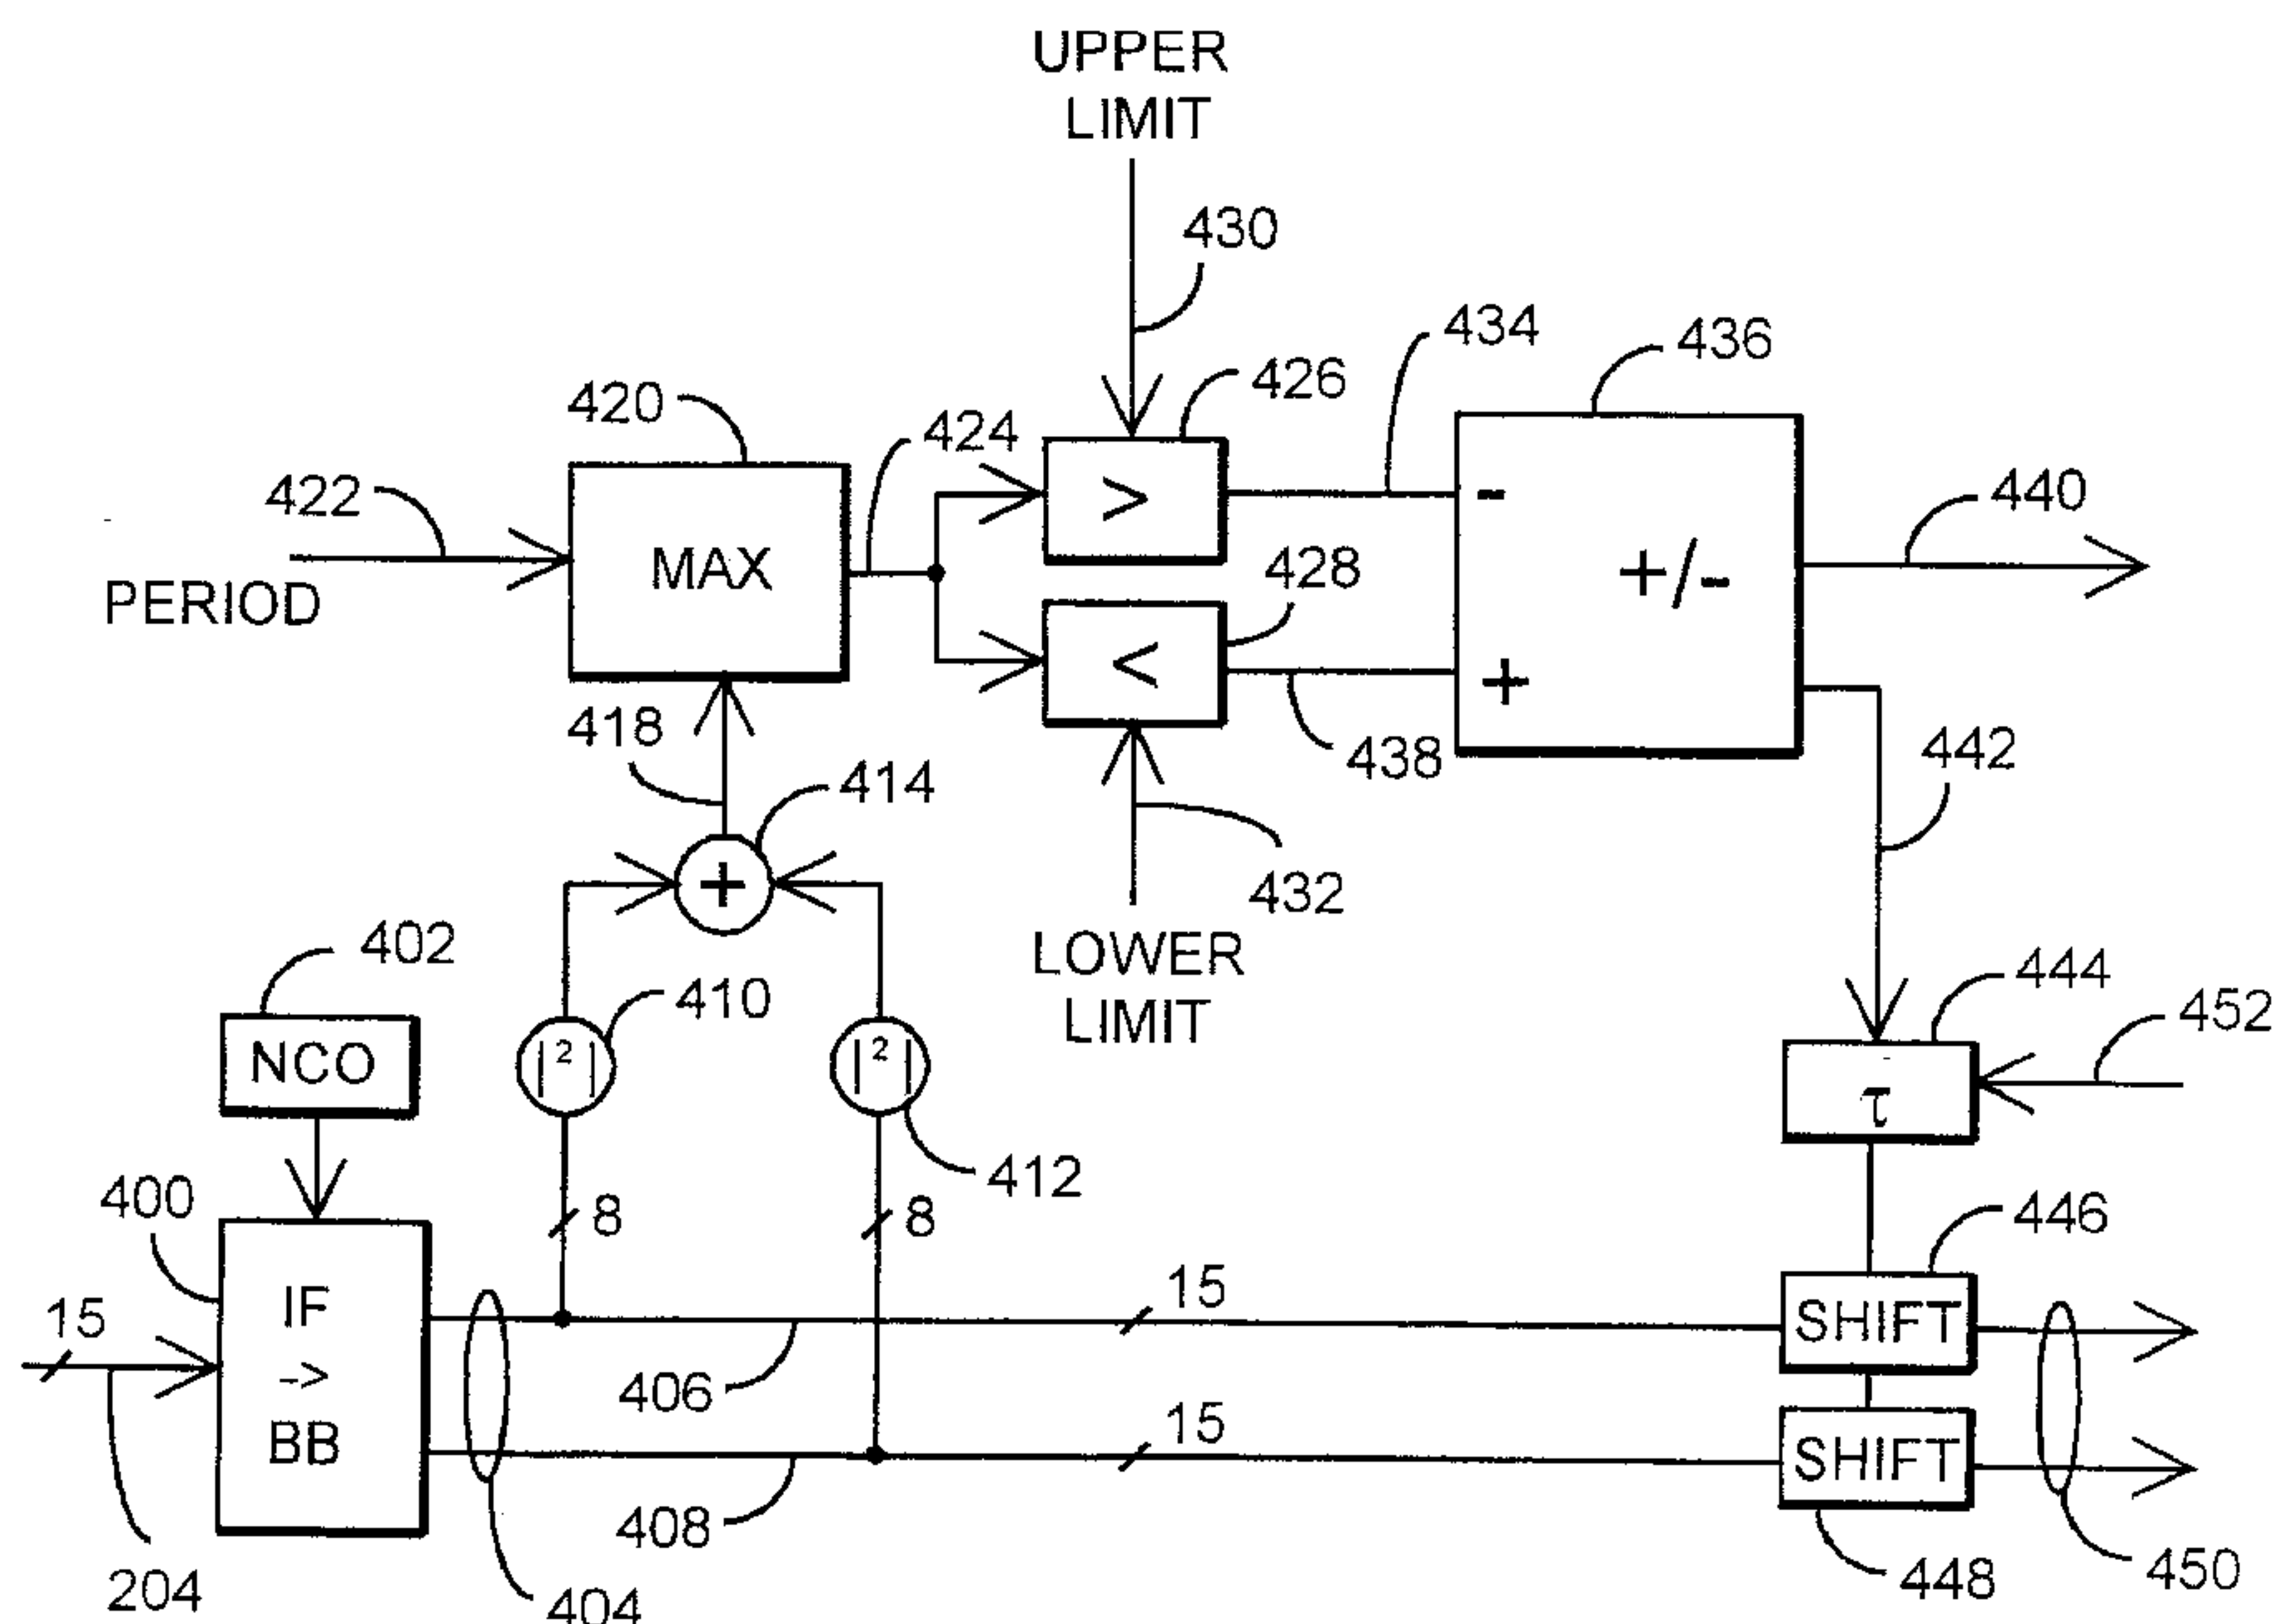 UPPER
LIMIT
430
434
436
426
420
424
440
422
>
-
MAX
+/-
428
PERIOD
<
+
418
438
442
414
+
432
402
LOWER
LIMIT
444
410
452
NCO
| 2 |
| 2 |
τ
412
400
8
8
446
IF
->
BB
15
15
SHIFT
406
15
SHIFT
408
204
404
448
450